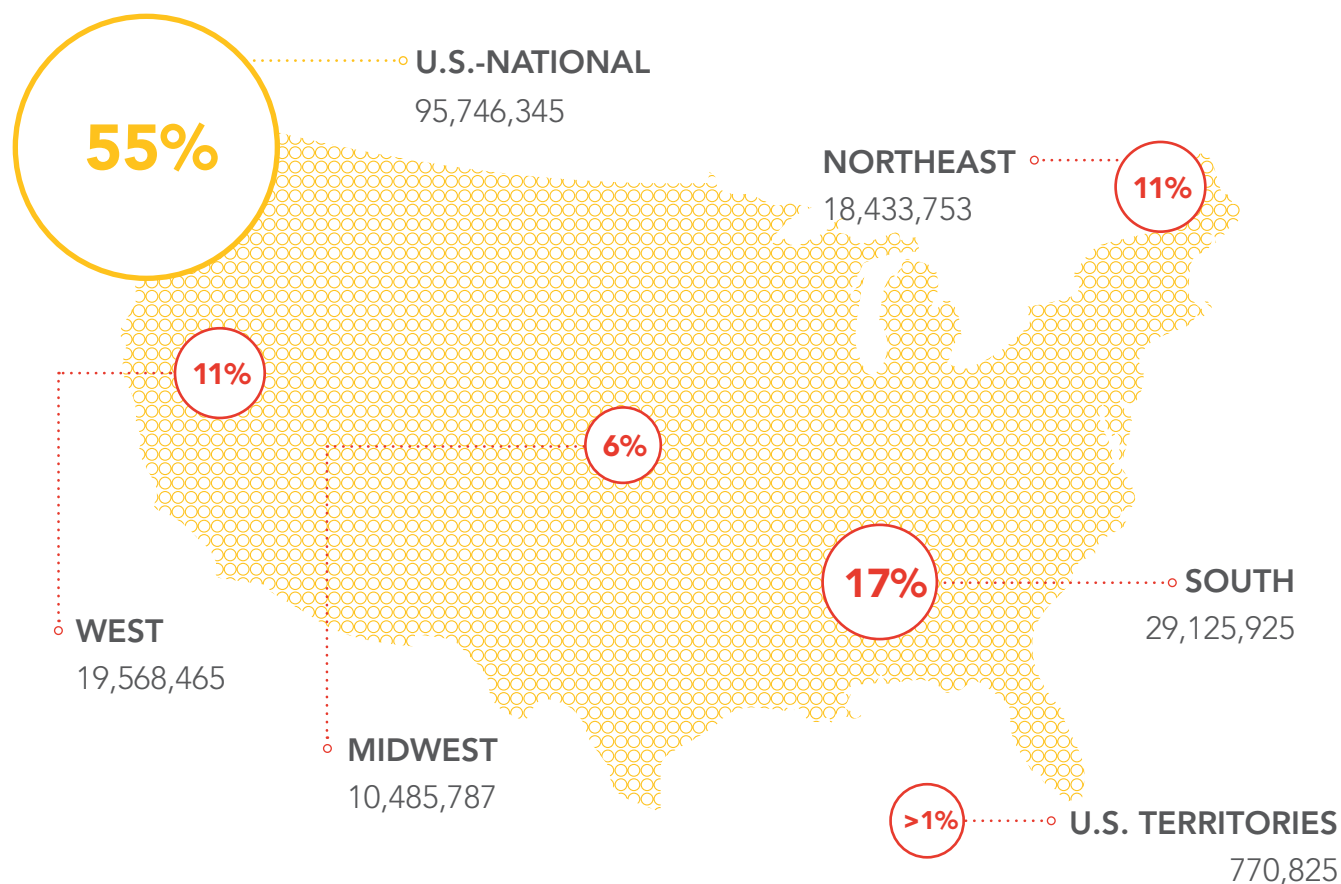 55%
U.S.-NATIONAL
95,746,345
NORTHEAST
18,433,753
11%
11%
WEST
19,568,465
6%
MIDWEST
10,485,787
17%
SOUTH
29,125,925
>1%
U.S. TERRITORIES
770,825